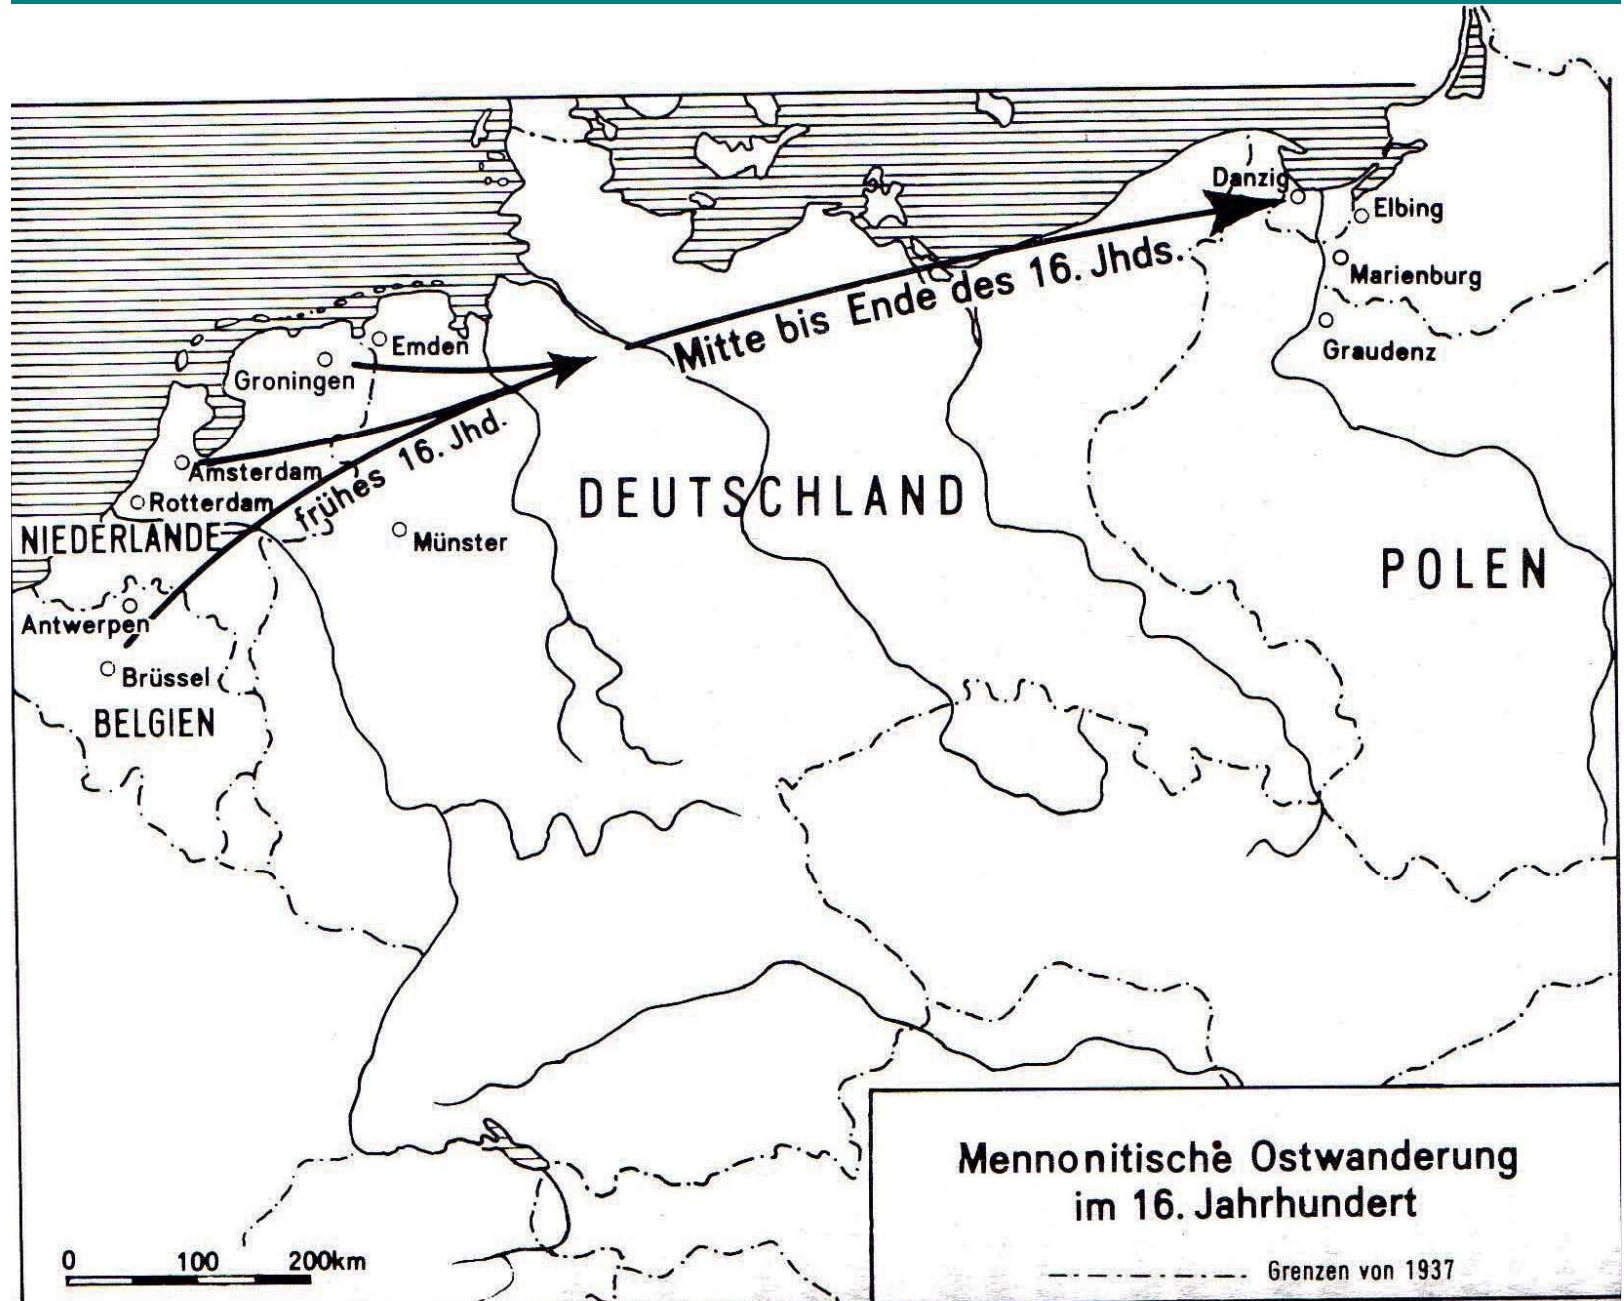 Danzig
Elbing
Marienburg
Graudenz
Mitte bis Ende des 16. Jhds.
Emden
Groningen
frühes 16. Jhd.
Amsterdam
Rotterdam
NIEDERLANDE
Münster
DEUTSCHLAND
POLEN
Antwerpen
Brüssel
BELGIEN
Mennonitische Ostwanderung
im 16. Jahrhundert
Grenzen von 1937
0 100 200km